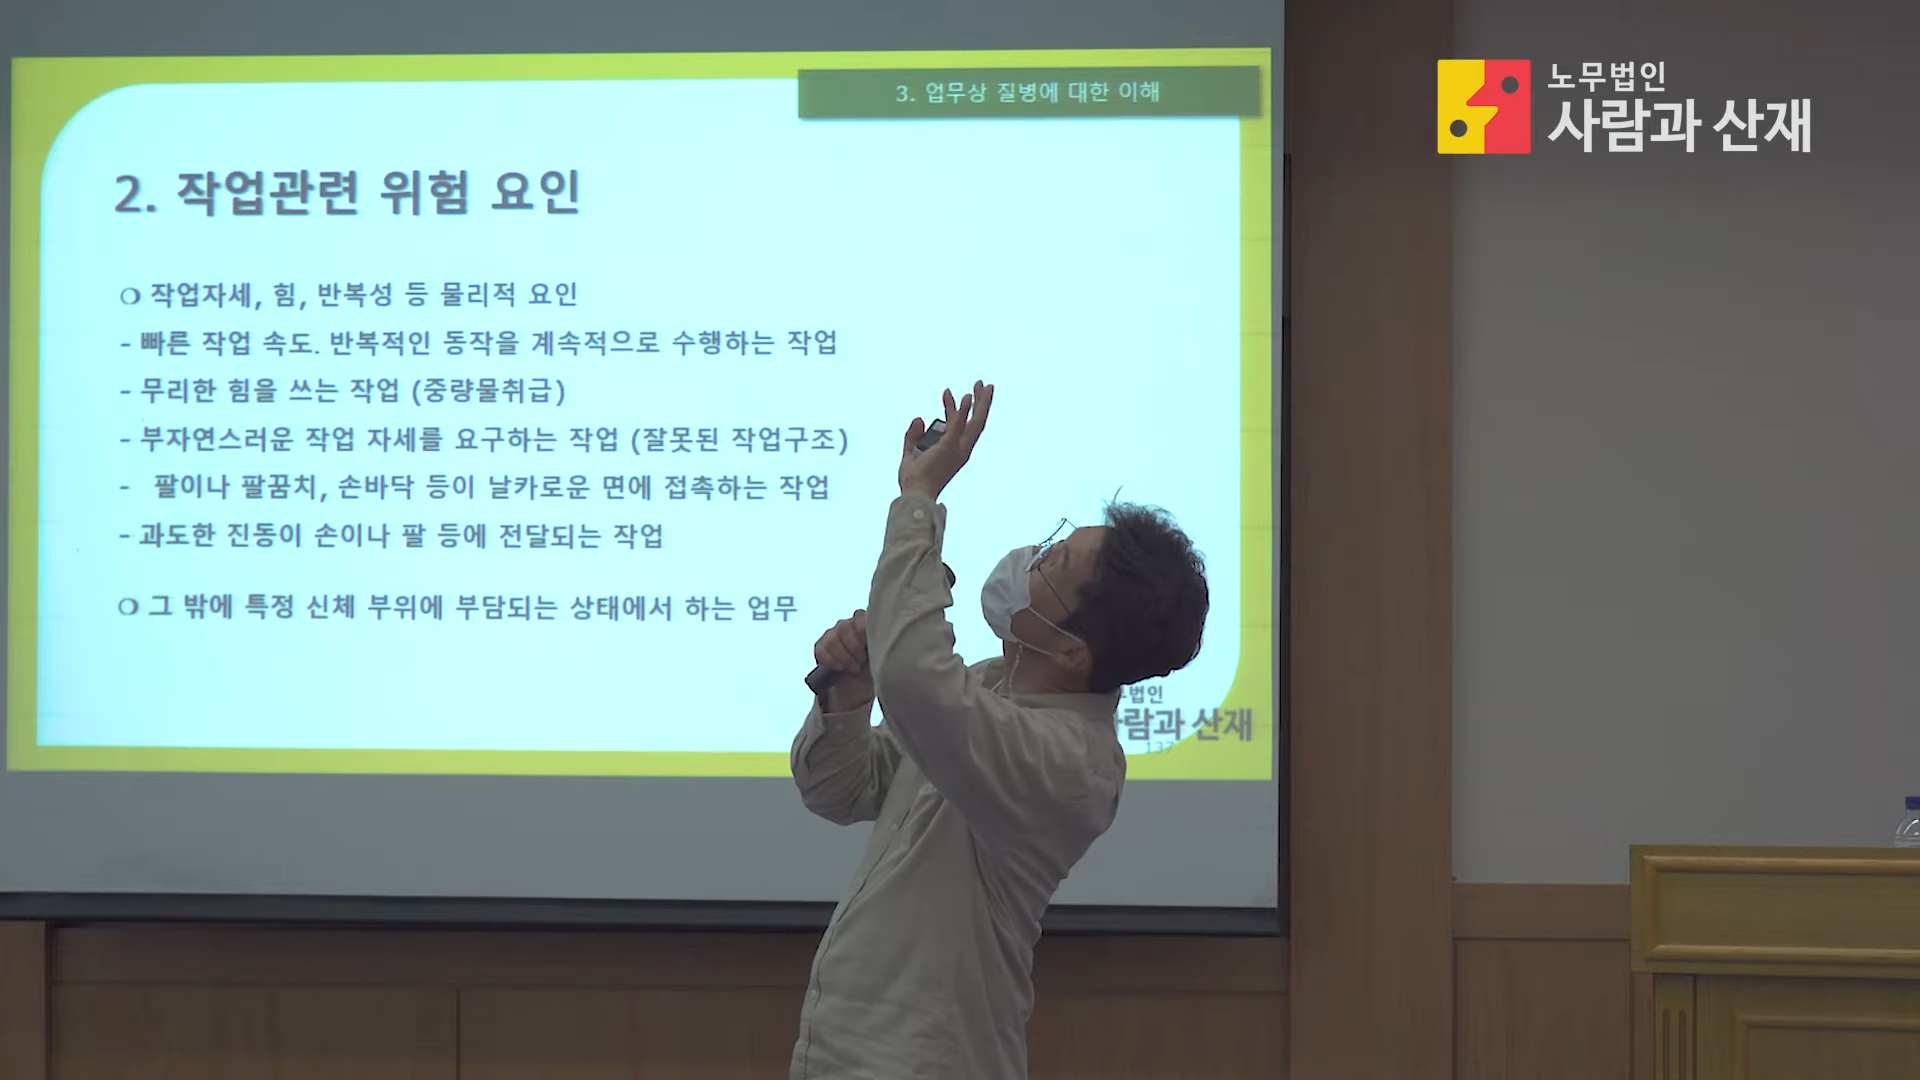 3. 업무상 질병에 대한 이해
노무법인
사람과 산재
2. 작업관련 위험 요인
❍ 작업자세, 힘, 반복성 등 물리적 요인
- 빠른 작업 속도. 반복적인 동작을 계속적으로 수행하는 작업
- 무리한 힘을 쓰는 작업 (중량물취급)
- 부자연스러운 작업 자세를 요구하는 작업 (잘못된 작업구조)
- 팔이나 팔꿈치, 손바닥 등이 날카로운 면에 접촉하는 작업
- 과도한 진동이 손이나 팔 등에 전달되는 작업
❍ 그 밖에 특정 신체 부위에 부담되는 상태에서 하는 업무
무법인
람과 산재
137